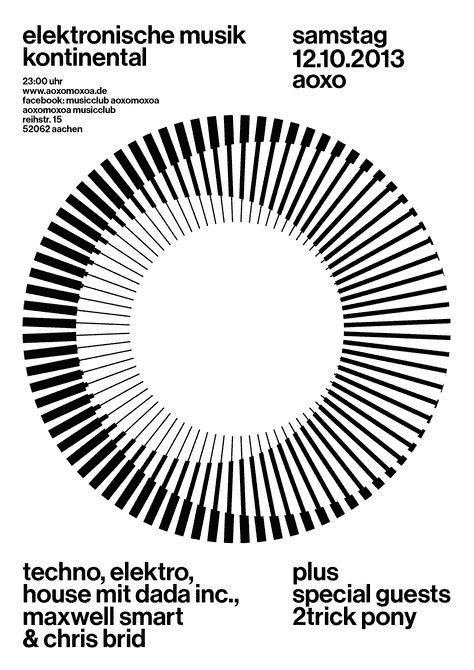 elektronische musik
kontinental
23:00 uhr
www.aoxomoxoa.de
facebook: musicclub aoxomoxoa
aoxomoxoa musicclub
reihstr. 15
52062 aachen
samstag
12.10.2013
aoxo
techno, elektro,
house mit dada inc.,
maxwell smart
& chris brid
plus
special guests
2trick pony